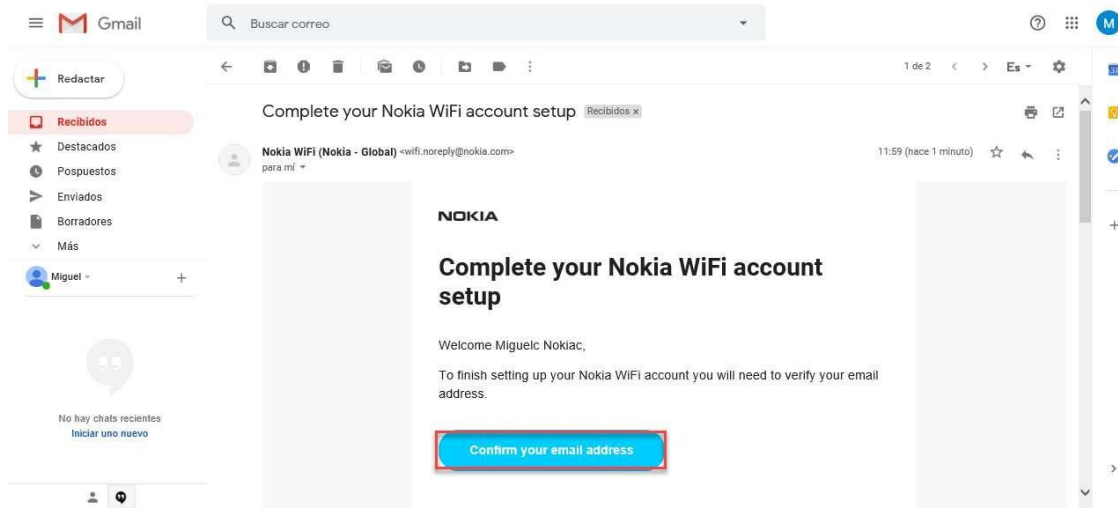 Gmail
Buscar correo
M
Redactar
1 de 2
Es
Recibidos
Destacados
Pospuestos
Enviados
Borradores
Más
Miguel
No hay chats recientes
Iniciar uno nuevo
Complete your Nokia WiFi account setup Recibidos x
Nokia WiFi (Nokia - Global) <wifi.noreply@nokia.com>
11:59 (hace 1 minuto)
para mí
NOKIA
Complete your Nokia WiFi account
setup
Welcome Miguelc Nokiac,
To finish setting up your Nokia WiFi account you will need to verify your email
address.
Confirm your email address